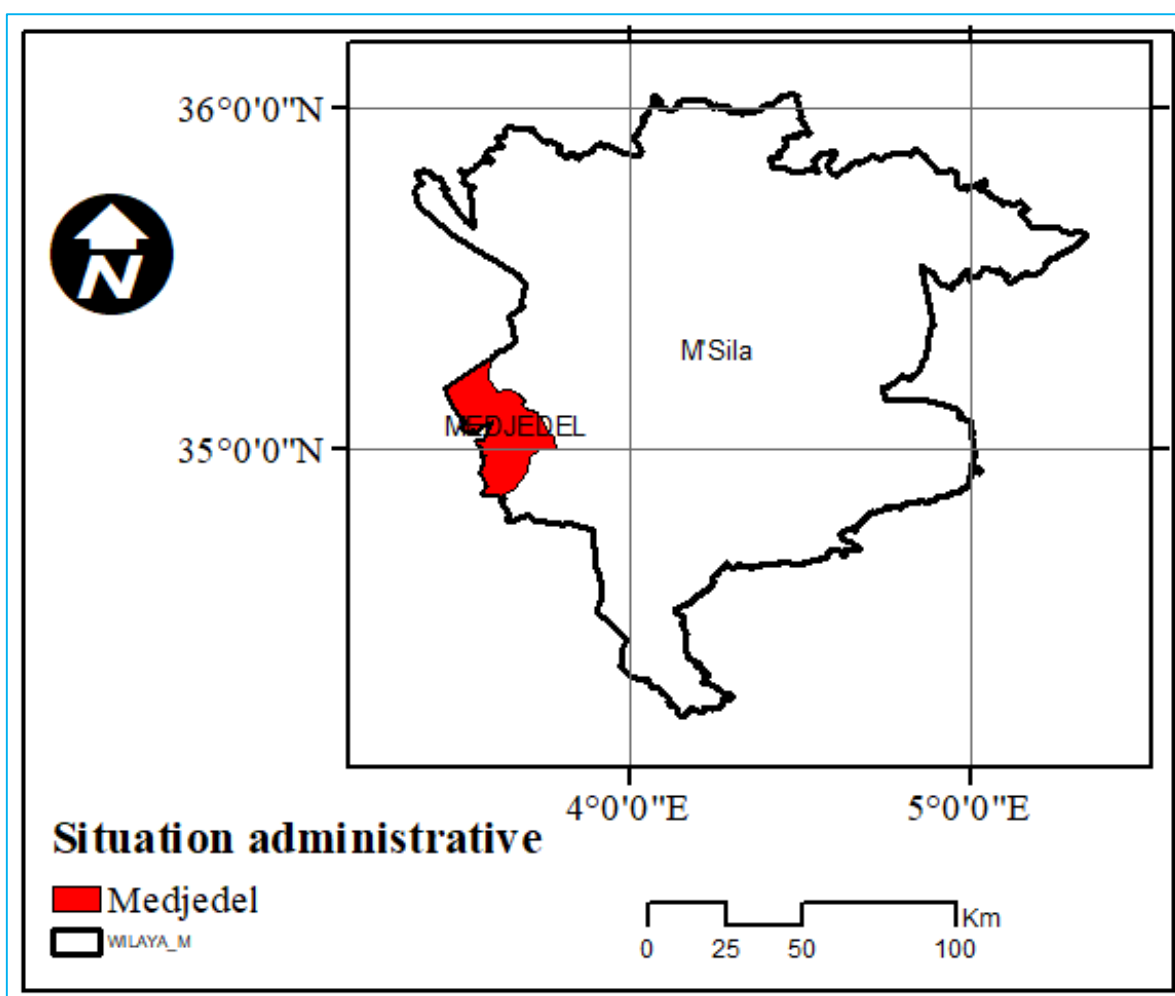 36°0'0"N
N
M'Sila
MEDJEDEL
35°0'0"N
4°0'0"E 5°0'0"E
Situation administrative
Medjedel
WILAYA_M
Km
0 25 50 100